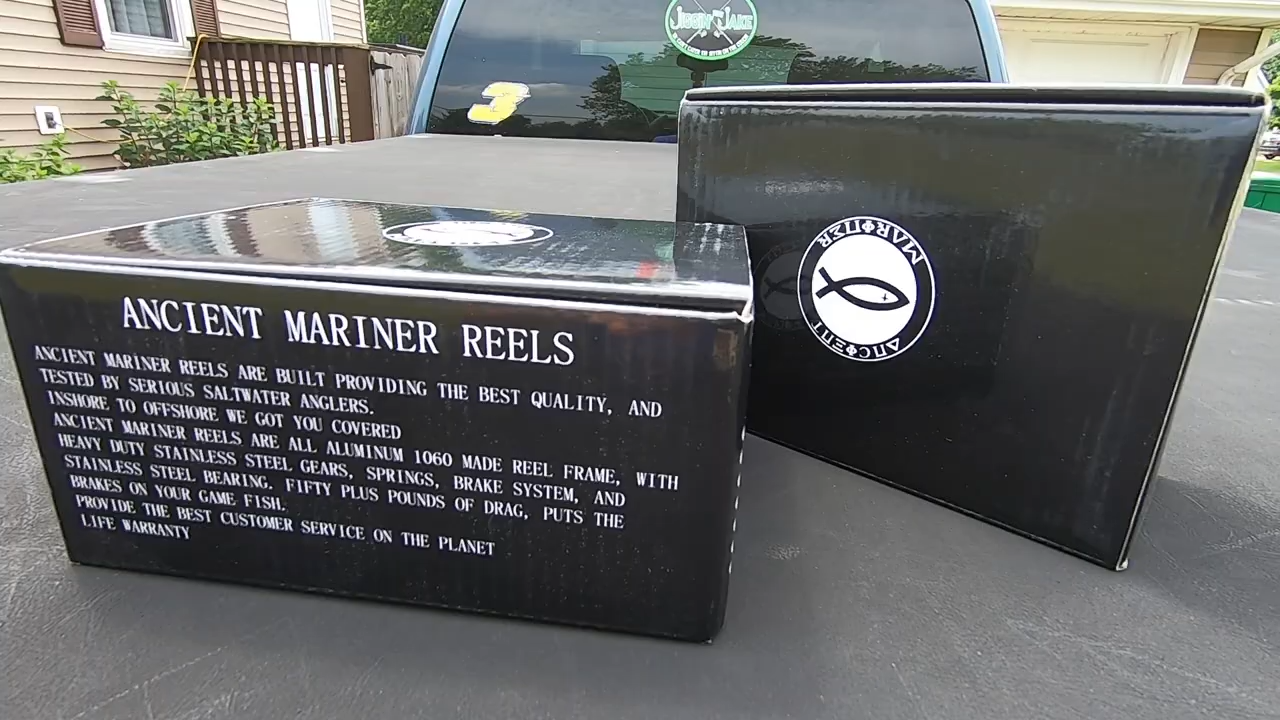 JIGGIN' JAKE
3
ANCIENT MARINER REELS
ANCIENT MARINER REELS ARE BUILT PROVIDING THE BEST QUALITY, AND
TESTED BY SERIOUS SALTWATER ANGLERS.
INSHORE TO OFFSHORE WE GOT YOU COVERED
ANCIENT MARINER REELS ARE ALL ALUMINUM 1060 MADE REEL FRAME, WITH
HEAVY DUTY STAINLESS STEEL GEARS, SPRINGS, BRAKE SYSTEM, AND
STAINLESS STEEL BEARING. FIFTY PLUS POUNDS OF DRAG, PUTS THE
BRAKES ON YOUR GAME FISH.
PROVIDE THE BEST CUSTOMER SERVICE ON THE PLANET
LIFE WARRANTY